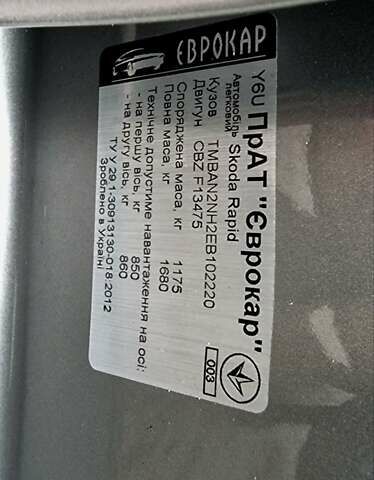 ЄВРОКАР
Y6U ПрАТ "Єврокар"
Автомобіль легковий Skoda Rapid
Кузов TMBAN2NH2EB102220
Двигун CBZ F13475
Споряджена маса, кг 1175
Повна маса, кг 1680
Технічне допустиме навантаження на осі:
- на першу вісь, кг 850
- на другу вісь, кг 860
ТУ У 29.1-30913130-018-2012
Зроблено в Україні
003